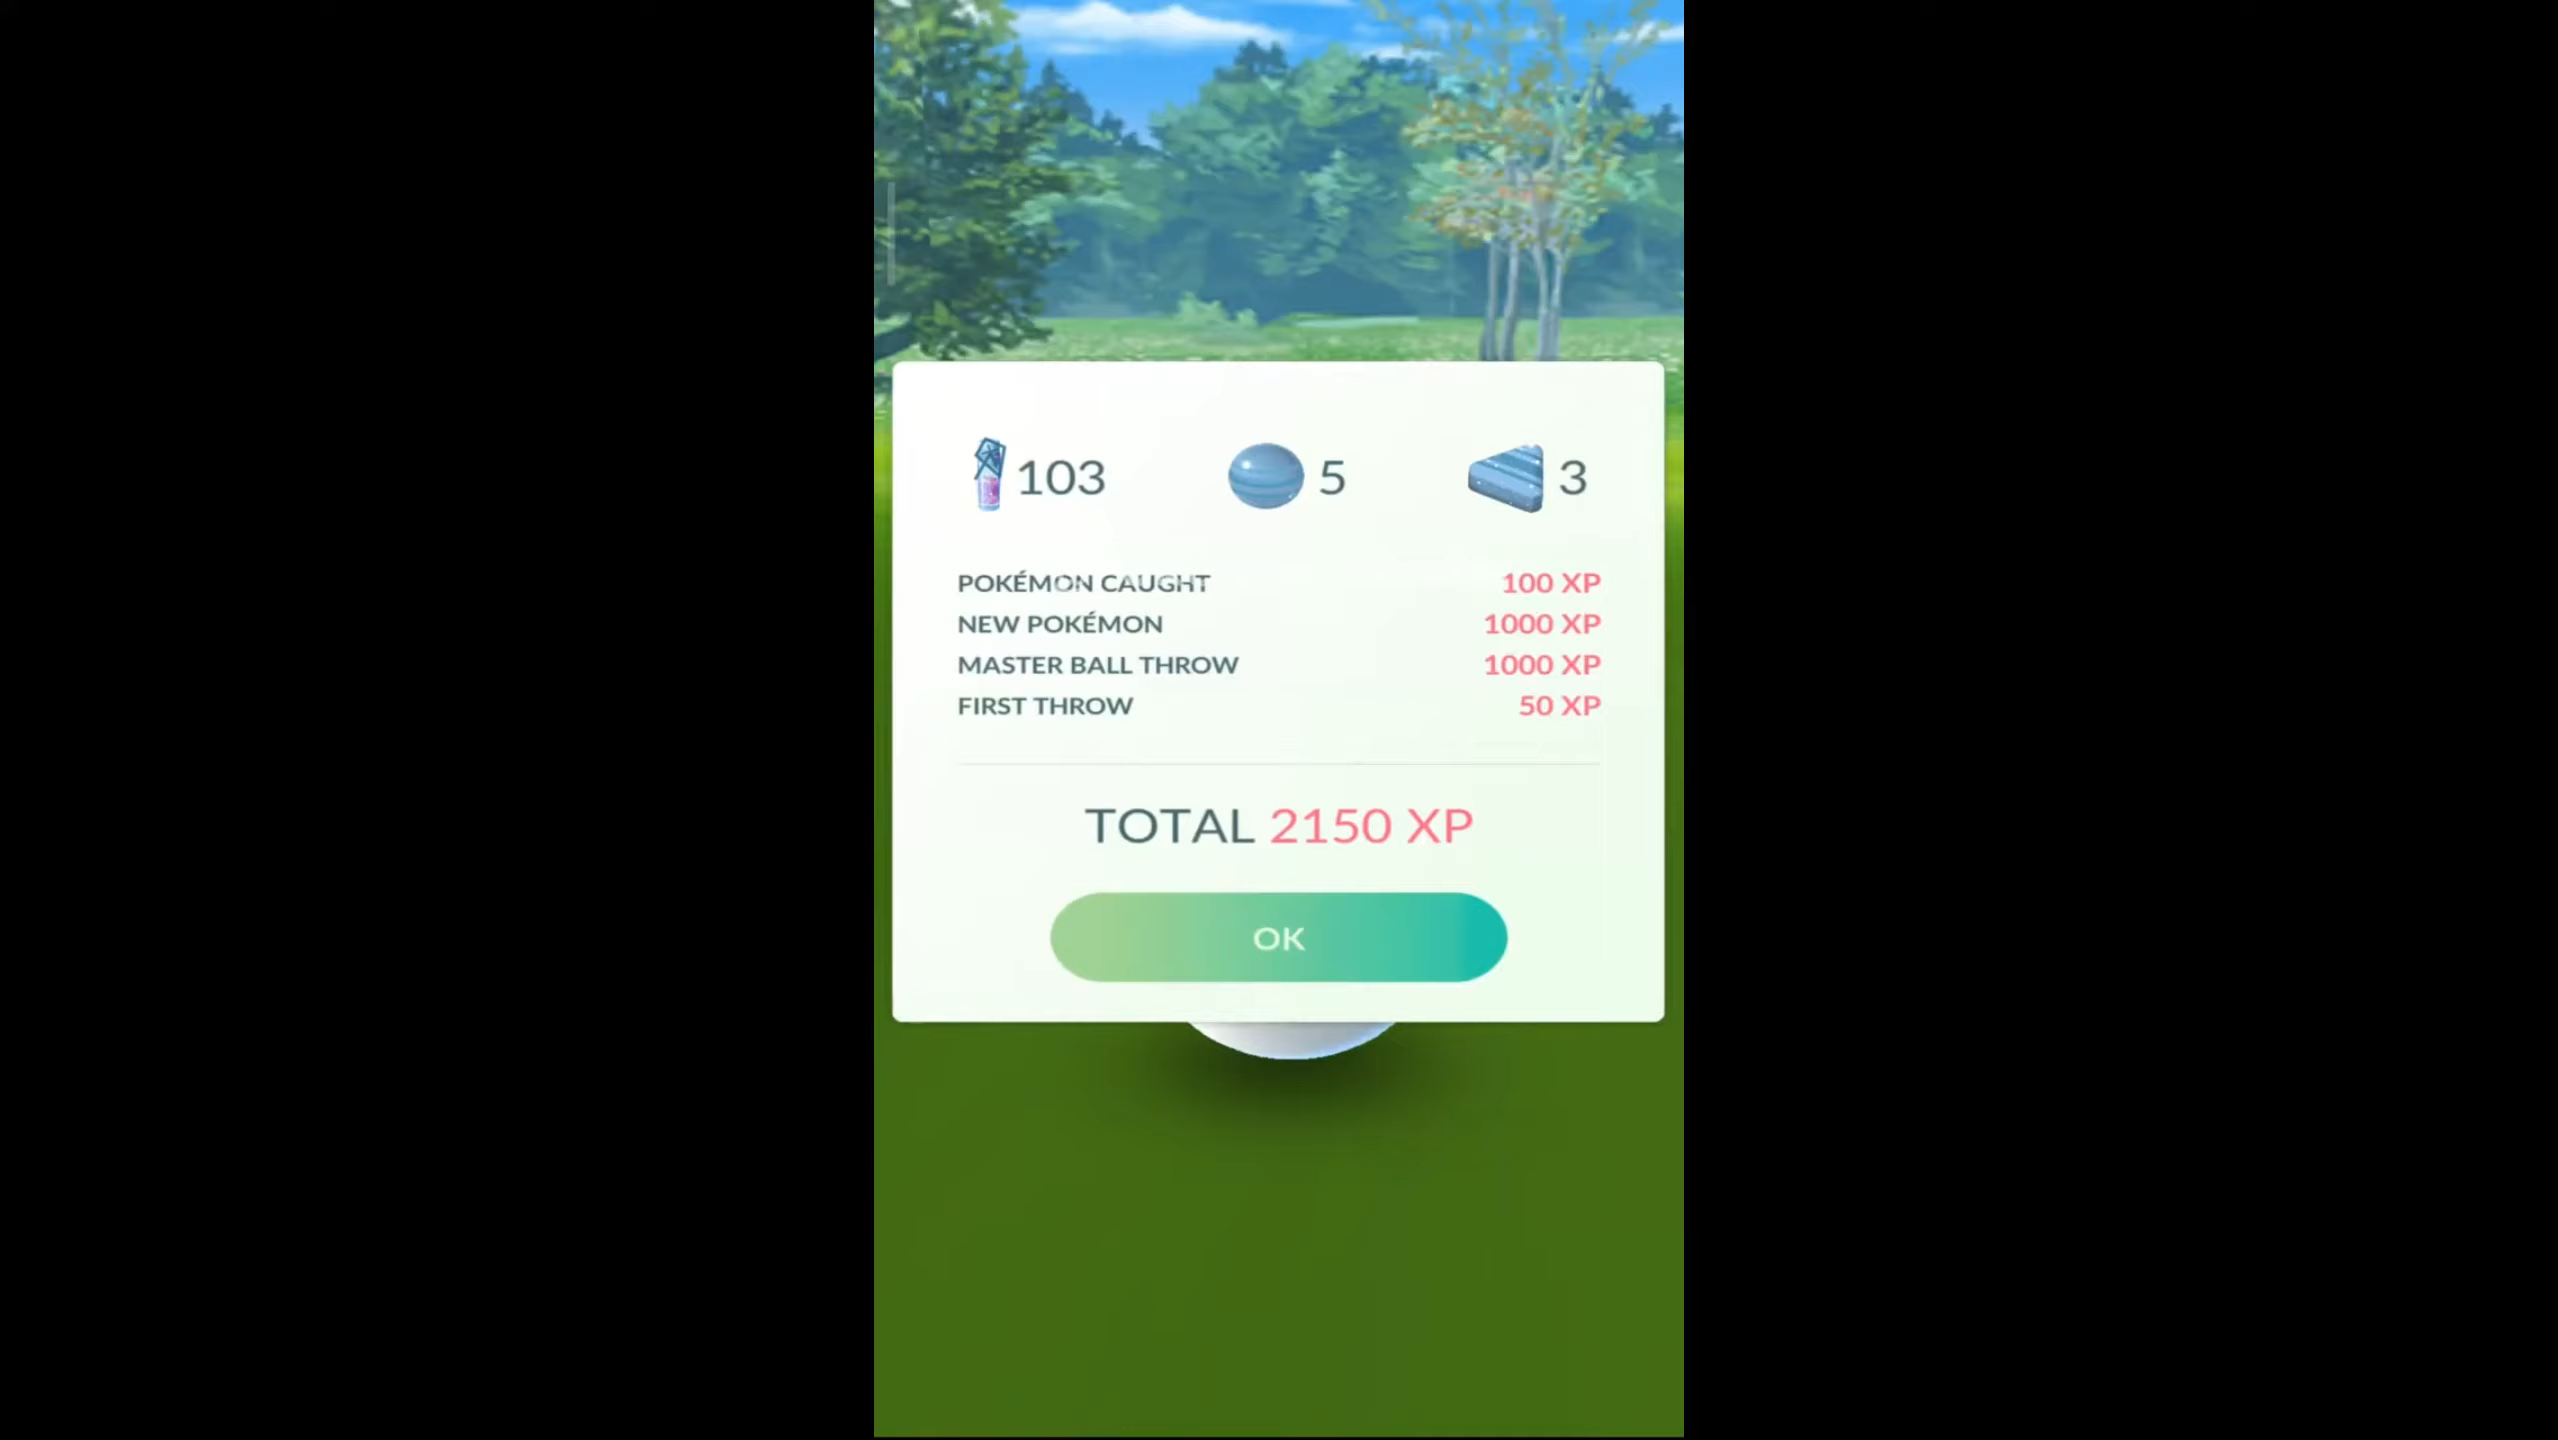 103 5 3
POKÉMON CAUGHT 100 XP
NEW POKÉMON 1000 XP
MASTER BALL THROW 1000 XP
FIRST THROW 50 XP
TOTAL 2150 XP
OK